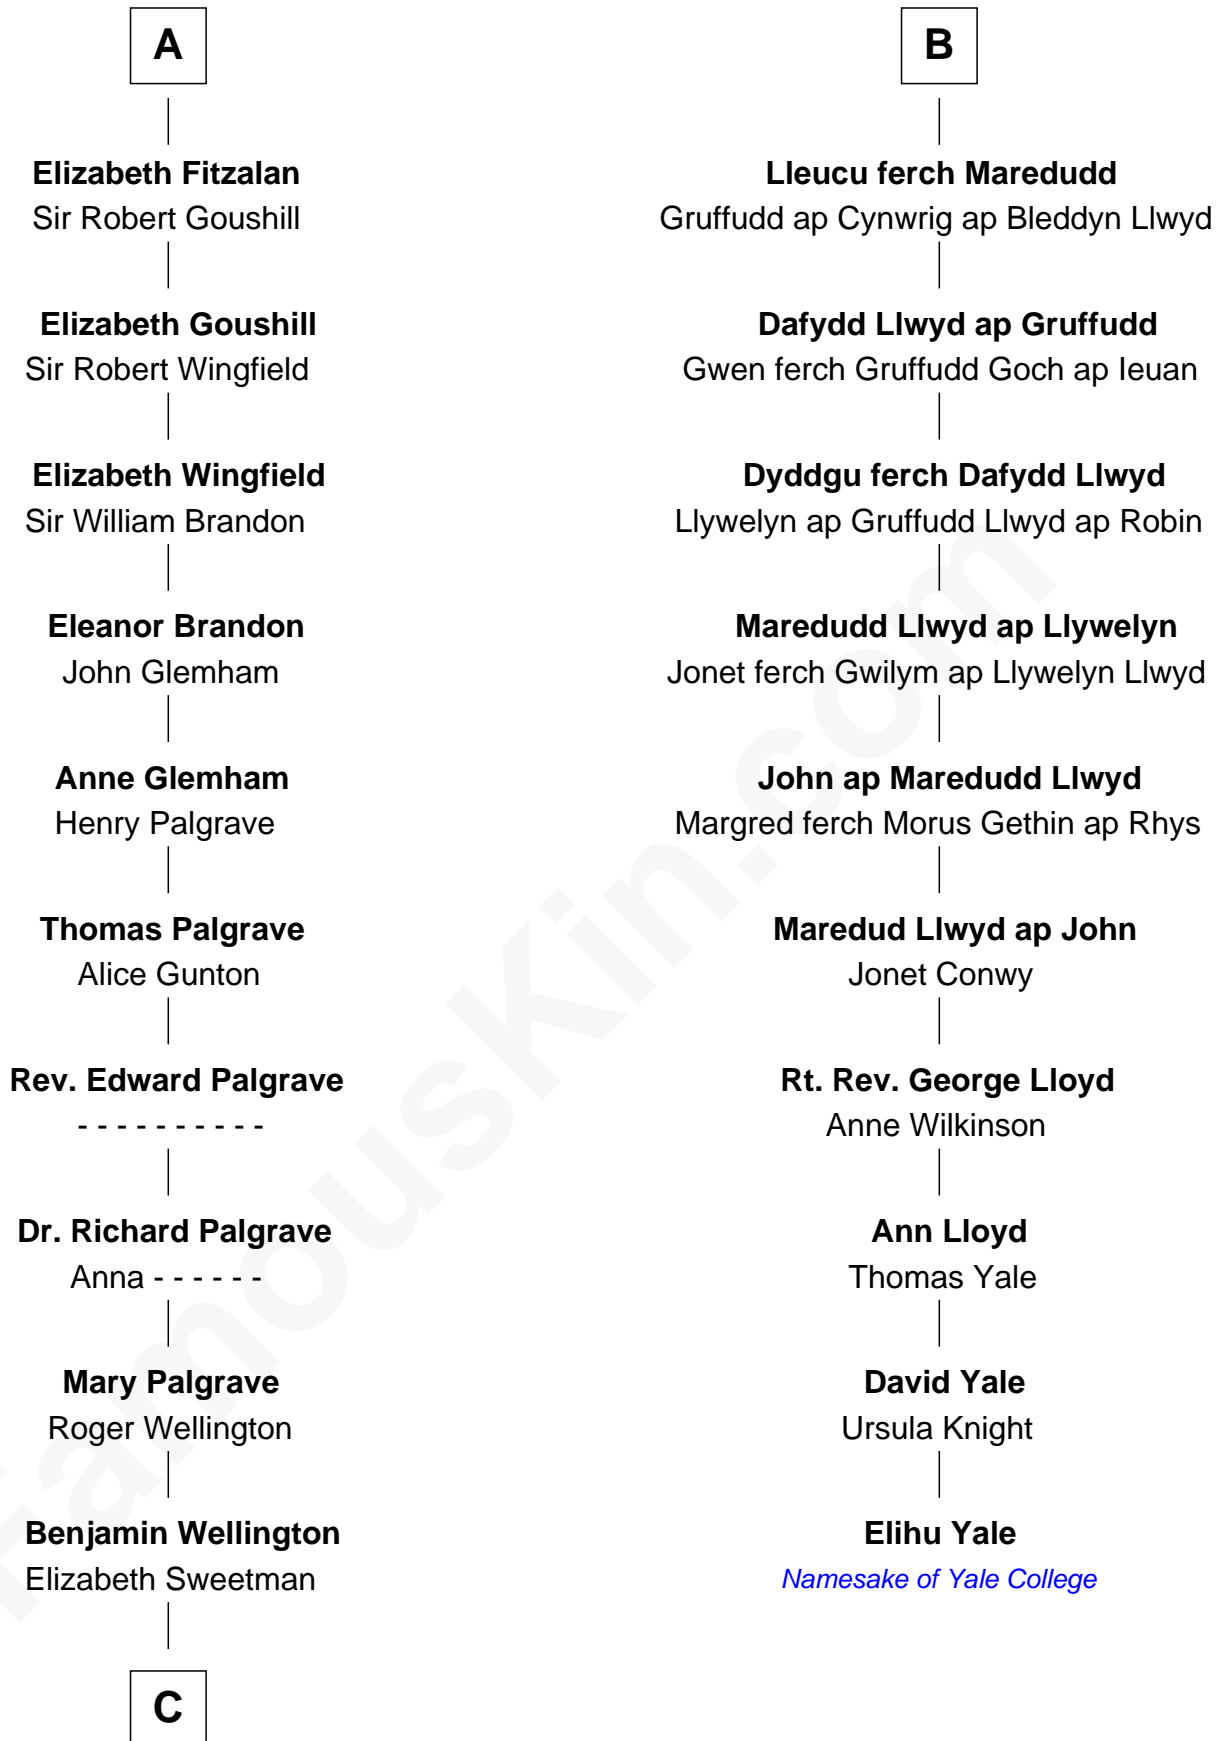 A
Elizabeth Fitzalan
Sir Robert Goushill
Elizabeth Goushill
Sir Robert Wingfield
Elizabeth Wingfield
Sir William Brandon
Eleanor Brandon
John Glemham
Anne Glemham
Henry Palgrave
Thomas Palgrave
Alice Gunton
Rev. Edward Palgrave
- - - - - - - - - -
Dr. Richard Palgrave
Anna - - - - - -
Mary Palgrave
Roger Wellington
Benjamin Wellington
Elizabeth Sweetman
C
B
Lleucu ferch Maredudd
Gruffudd ap Cynwrig ap Bleddyn Llwyd
Dafydd Llwyd ap Gruffudd
Gwen ferch Gruffudd Goch ap Ieuan
Dyddgu ferch Dafydd Llwyd
Llywelyn ap Gruffudd Llwyd ap Robin
Maredudd Llwyd ap Llywelyn
Jonet ferch Gwilym ap Llywelyn Llwyd
John ap Maredudd Llwyd
Margred ferch Morus Gethin ap Rhys
Maredud Llwyd ap John
Jonet Conwy
Rt. Rev. George Lloyd
Anne Wilkinson
Ann Lloyd
Thomas Yale
David Yale
Ursula Knight
Elihu Yale
Namesake of Yale College
FamousKin.com